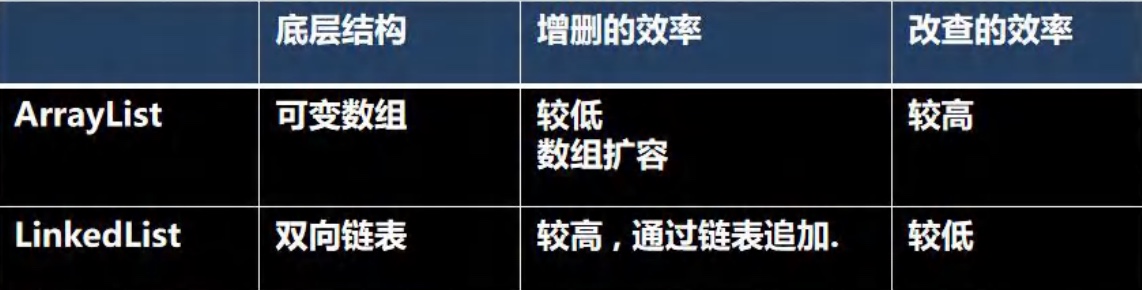 底层结构 增删的效率 改查的效率
ArrayList 可变数组 较低 较高
数组扩容
LinkedList 双向链表 较高 , 通过链表追加. 较低